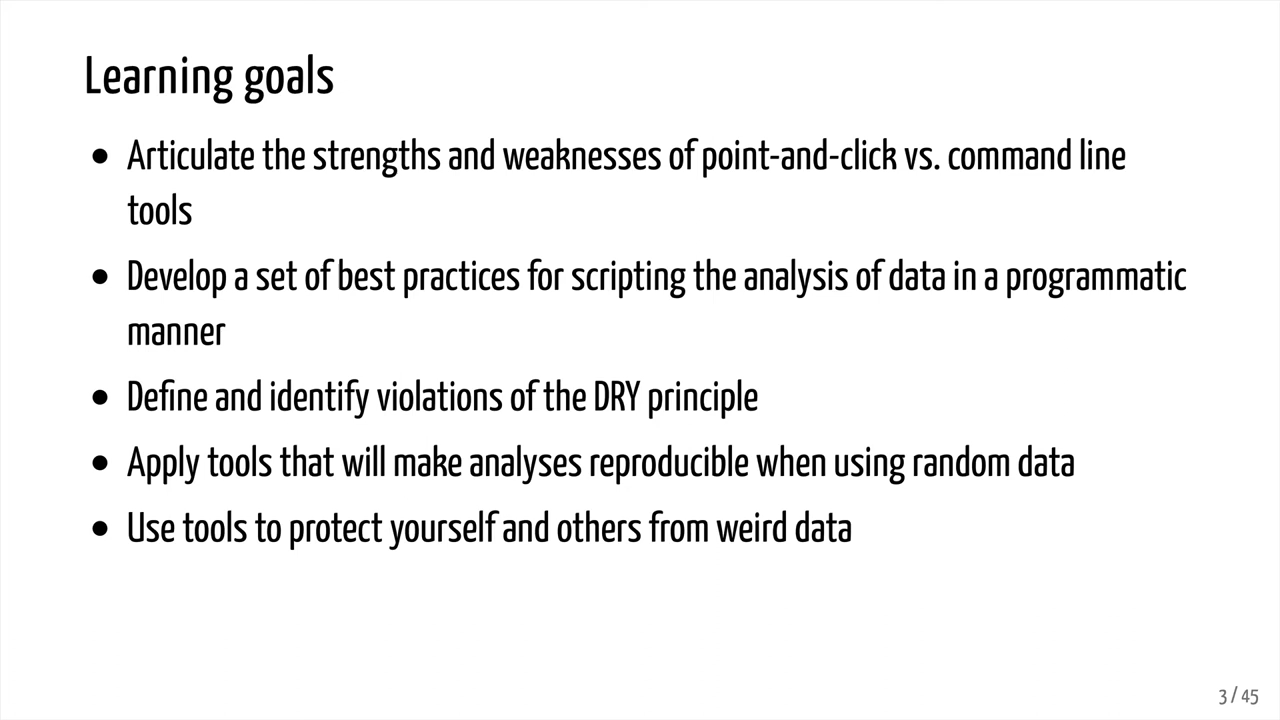 Learning goals
• Articulate the strengths and weaknesses of point-and-click vs. command line
tools
• Develop a set of best practices for scripting the analysis of data in a programmatic
manner
• Define and identify violations of the DRY principle
• Apply tools that will make analyses reproducible when using random data
• Use tools to protect yourself and others from weird data
3 / 45